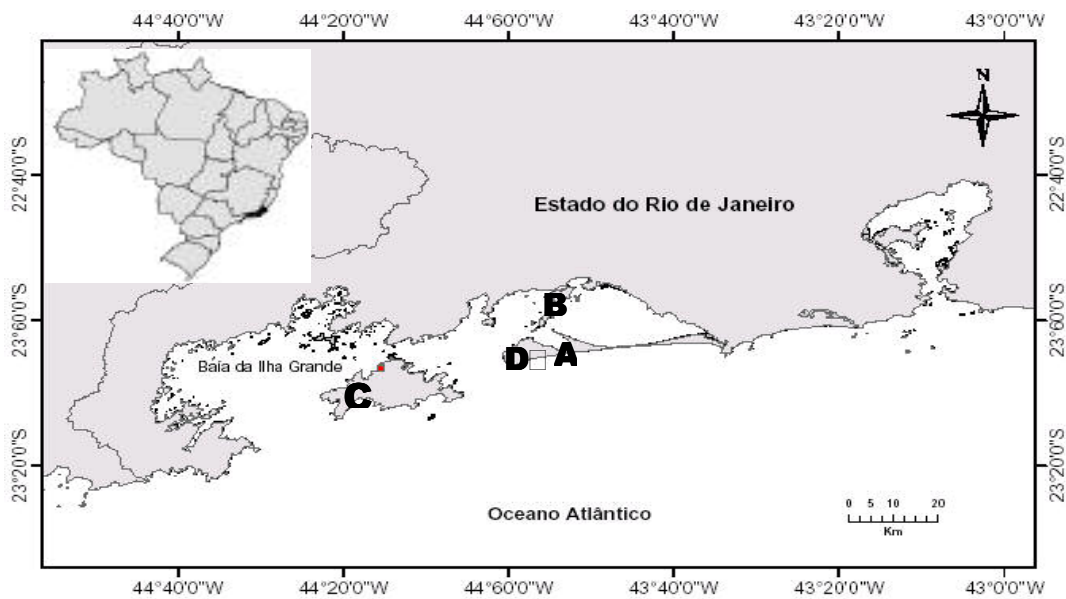 44°40'0"W 44°20'0"W 44°60'0"W 43°40'0"W 43°20'0"W 43°00'0"W
N
22°40'0"S 22°40'0"S
Estado do Rio de Janeiro
B
23°60'0"S 23°60'0"S
D A
Baía da Ilha Grande
C
23°20'0"S 23°20'0"S
0 5 10 20
Km
Oceano Atlântico
44°40'0"W 44°20'0"W 44°60'0"W 43°40'0"W 43°20'0"W 43°00'0"W